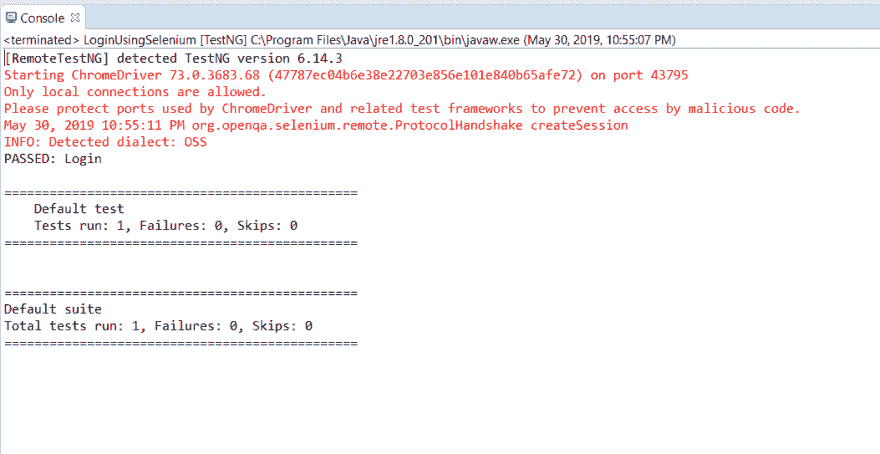 Console
<terminated> LoginUsingSelenium [TestNG] C:\Program Files\Java\jre1.8.0_201\bin\javaw.exe (May 30, 2019, 10:55:07 PM)
[RemoteTestNG] detected TestNG version 6.14.3
Starting ChromeDriver 73.0.3683.68 (47787ec04b6e38e22703e856e101e840b65afe72) on port 43795
Only local connections are allowed.
Please protect ports used by ChromeDriver and related test frameworks to prevent access by malicious code.
May 30, 2019 10:55:11 PM org.openqa.selenium.remote.ProtocolHandshake createSession
INFO: Detected dialect: OSS
PASSED: Login
===============================================
    Default test
    Tests run: 1, Failures: 0, Skips: 0
===============================================
===============================================
Default suite
Total tests run: 1, Failures: 0, Skips: 0
===============================================